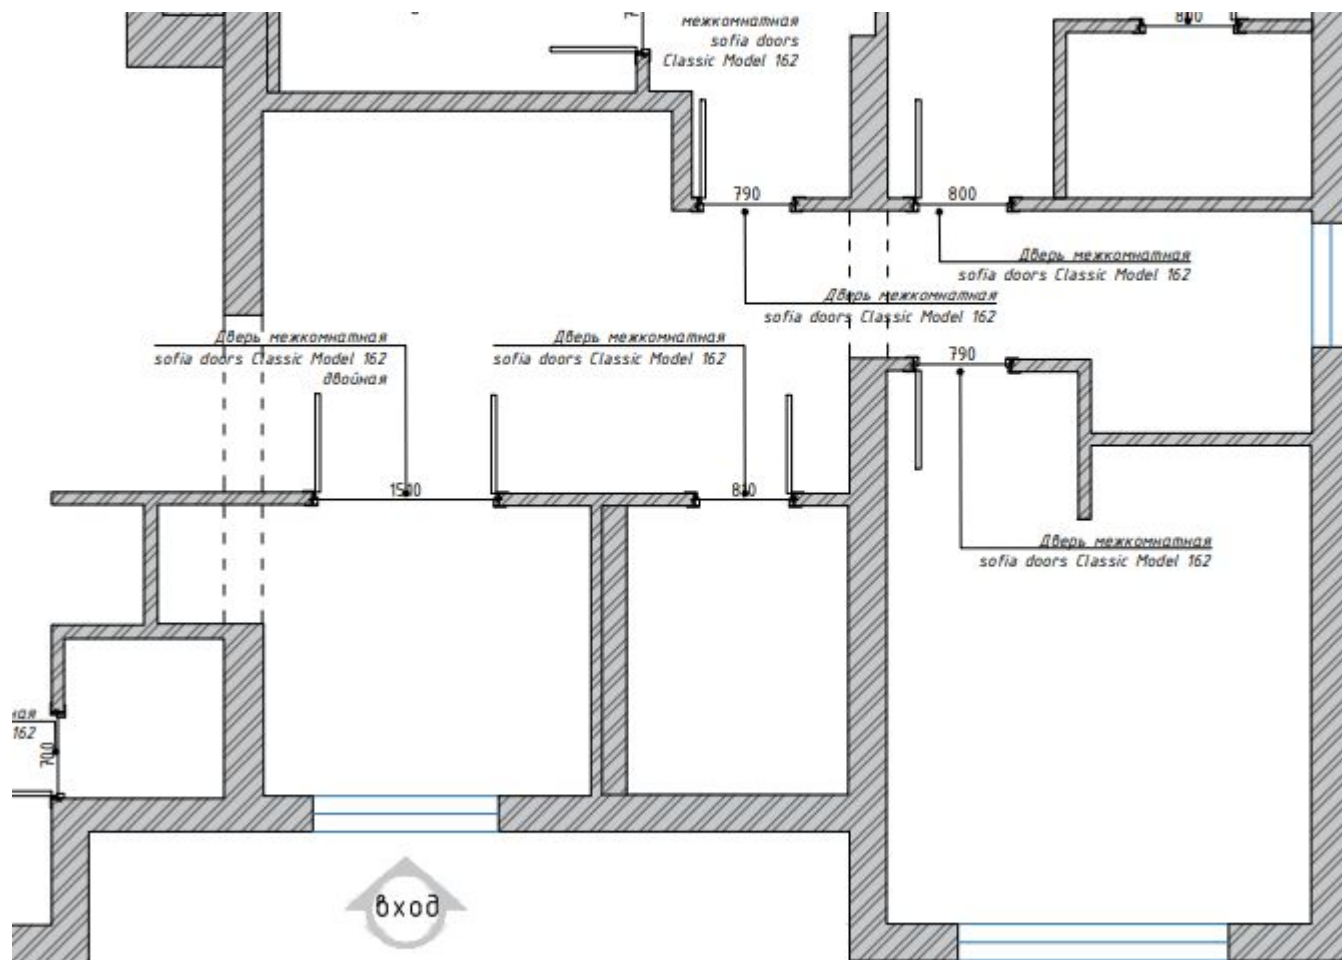 межкомнатная
sofia doors
Classic Model 162
800
790
800
Дверь межкомнатная
sofia doors Classic Model 162
Дверь межкомнатная
sofia doors Classic Model 162
Дверь межкомнатная
sofia doors Classic Model 162
двойная
Дверь межкомнатная
sofia doors Classic Model 162
790
1500
Дверь межкомнатная
sofia doors Classic Model 162
162
700
вход